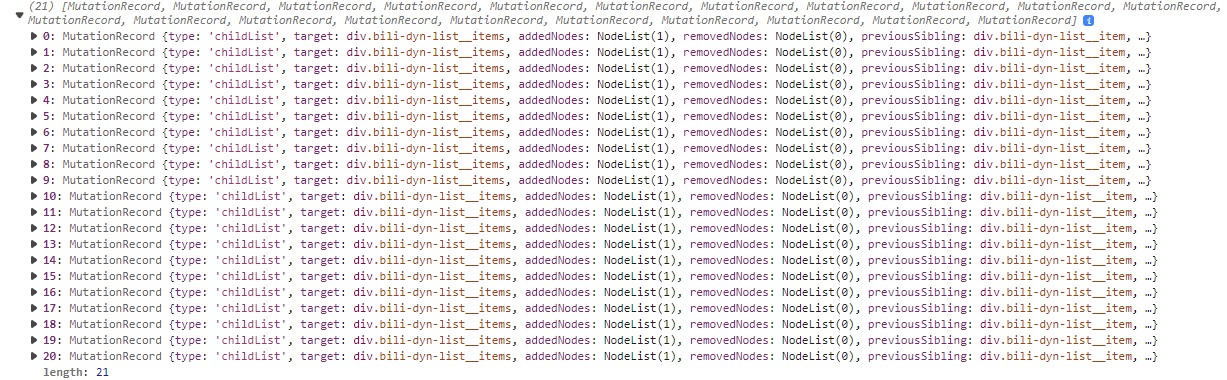 (21) [MutationRecord, MutationRecord, MutationRecord, MutationRecord, MutationRecord, MutationRecord, MutationRecord, MutationRecord, MutationRecord, MutationRecord, MutationRecord,
MutationRecord, MutationRecord, MutationRecord, MutationRecord, MutationRecord, MutationRecord, MutationRecord, MutationRecord, MutationRecord, MutationRecord] i
0: MutationRecord {type: 'childList', target: div.bili-dyn-list__items, addedNodes: NodeList(1), removedNodes: NodeList(0), previousSibling: div.bili-dyn-list__item, …}
1: MutationRecord {type: 'childList', target: div.bili-dyn-list__items, addedNodes: NodeList(1), removedNodes: NodeList(0), previousSibling: div.bili-dyn-list__item, …}
2: MutationRecord {type: 'childList', target: div.bili-dyn-list__items, addedNodes: NodeList(1), removedNodes: NodeList(0), previousSibling: div.bili-dyn-list__item, …}
3: MutationRecord {type: 'childList', target: div.bili-dyn-list__items, addedNodes: NodeList(1), removedNodes: NodeList(0), previousSibling: div.bili-dyn-list__item, …}
4: MutationRecord {type: 'childList', target: div.bili-dyn-list__items, addedNodes: NodeList(1), removedNodes: NodeList(0), previousSibling: div.bili-dyn-list__item, …}
5: MutationRecord {type: 'childList', target: div.bili-dyn-list__items, addedNodes: NodeList(1), removedNodes: NodeList(0), previousSibling: div.bili-dyn-list__item, …}
6: MutationRecord {type: 'childList', target: div.bili-dyn-list__items, addedNodes: NodeList(1), removedNodes: NodeList(0), previousSibling: div.bili-dyn-list__item, …}
7: MutationRecord {type: 'childList', target: div.bili-dyn-list__items, addedNodes: NodeList(1), removedNodes: NodeList(0), previousSibling: div.bili-dyn-list__item, …}
8: MutationRecord {type: 'childList', target: div.bili-dyn-list__items, addedNodes: NodeList(1), removedNodes: NodeList(0), previousSibling: div.bili-dyn-list__item, …}
9: MutationRecord {type: 'childList', target: div.bili-dyn-list__items, addedNodes: NodeList(1), removedNodes: NodeList(0), previousSibling: div.bili-dyn-list__item, …}
10: MutationRecord {type: 'childList', target: div.bili-dyn-list__items, addedNodes: NodeList(1), removedNodes: NodeList(0), previousSibling: div.bili-dyn-list__item, …}
11: MutationRecord {type: 'childList', target: div.bili-dyn-list__items, addedNodes: NodeList(1), removedNodes: NodeList(0), previousSibling: div.bili-dyn-list__item, …}
12: MutationRecord {type: 'childList', target: div.bili-dyn-list__items, addedNodes: NodeList(1), removedNodes: NodeList(0), previousSibling: div.bili-dyn-list__item, …}
13: MutationRecord {type: 'childList', target: div.bili-dyn-list__items, addedNodes: NodeList(1), removedNodes: NodeList(0), previousSibling: div.bili-dyn-list__item, …}
14: MutationRecord {type: 'childList', target: div.bili-dyn-list__items, addedNodes: NodeList(1), removedNodes: NodeList(0), previousSibling: div.bili-dyn-list__item, …}
15: MutationRecord {type: 'childList', target: div.bili-dyn-list__items, addedNodes: NodeList(1), removedNodes: NodeList(0), previousSibling: div.bili-dyn-list__item, …}
16: MutationRecord {type: 'childList', target: div.bili-dyn-list__items, addedNodes: NodeList(1), removedNodes: NodeList(0), previousSibling: div.bili-dyn-list__item, …}
17: MutationRecord {type: 'childList', target: div.bili-dyn-list__items, addedNodes: NodeList(1), removedNodes: NodeList(0), previousSibling: div.bili-dyn-list__item, …}
18: MutationRecord {type: 'childList', target: div.bili-dyn-list__items, addedNodes: NodeList(1), removedNodes: NodeList(0), previousSibling: div.bili-dyn-list__item, …}
19: MutationRecord {type: 'childList', target: div.bili-dyn-list__items, addedNodes: NodeList(1), removedNodes: NodeList(0), previousSibling: div.bili-dyn-list__item, …}
20: MutationRecord {type: 'childList', target: div.bili-dyn-list__items, addedNodes: NodeList(1), removedNodes: NodeList(0), previousSibling: div.bili-dyn-list__item, …}
length: 21